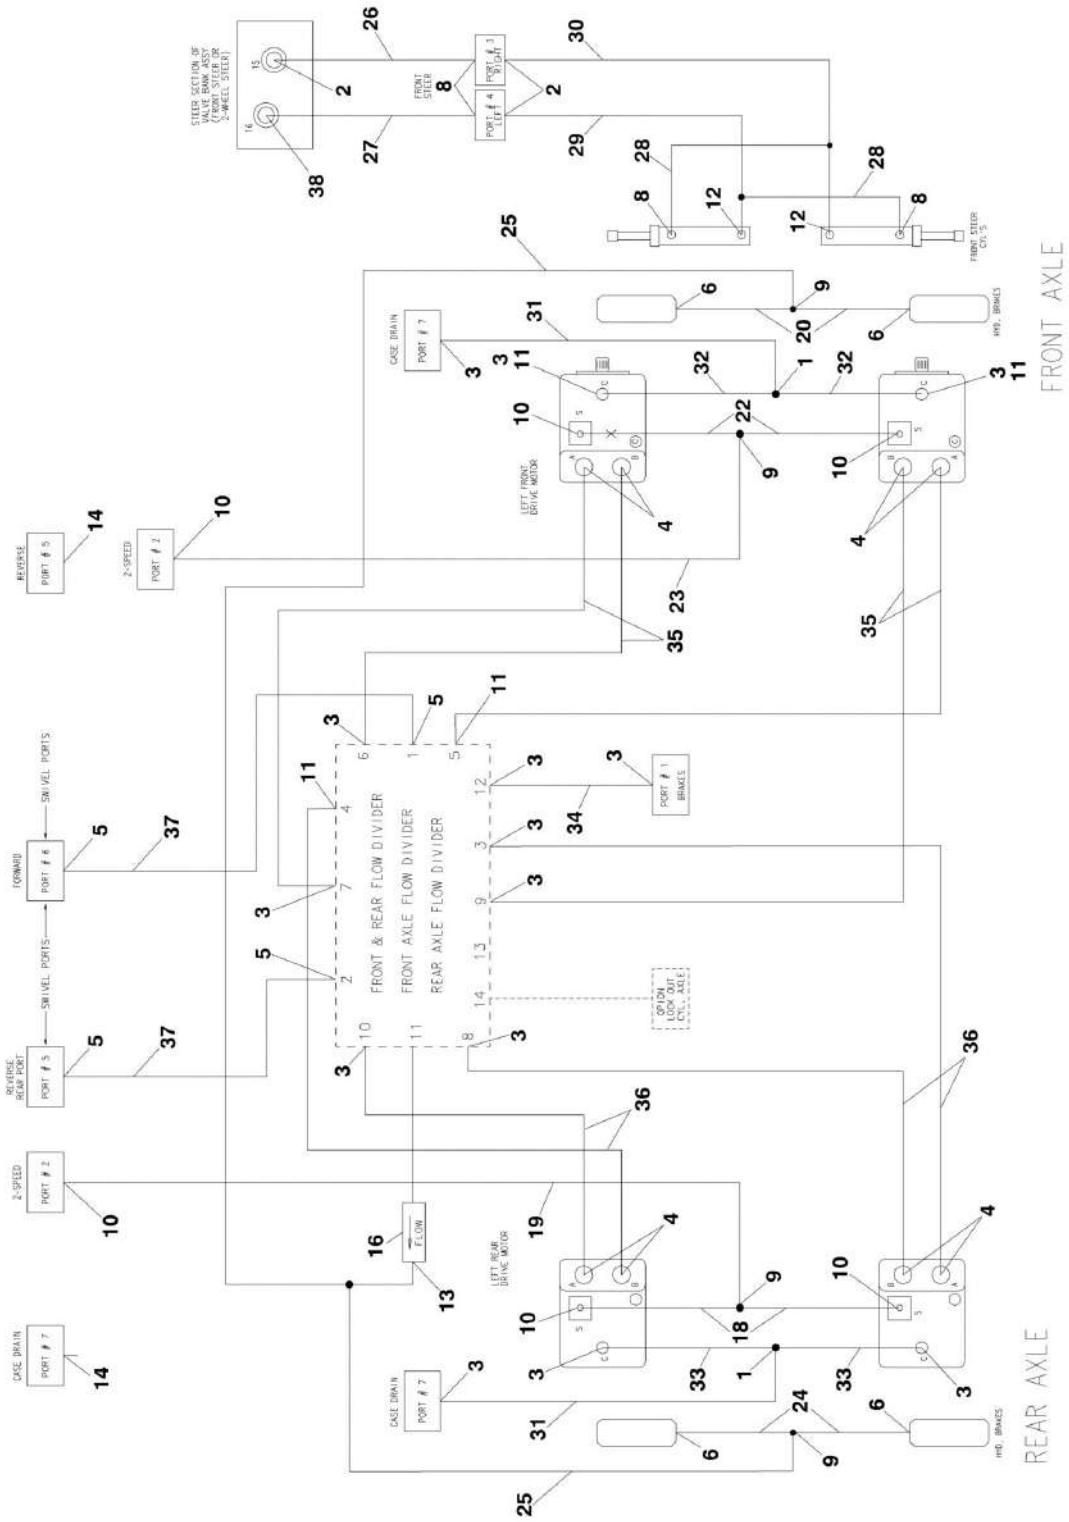 CASE DRAIN
PORT # 7
14
2-SPEED
PORT # 2
10
REVERSE
REAR PORT
PORT # 5
5
37
SWIVEL PORTS
FORWARD
PORT # 6
5
37
SWIVEL PORTS
REVERSE
PORT # 5
14
2-SPEED
PORT # 2
10
STEER SECTION OF
VALVE BANK ASSY
(FRONT STEER OR
2-WHEEL STEER)
16
15
38
2
27
26
FRONT
STEER
8
PORT # 4
LEFT
PORT # 3
RIGHT
2
29
30
28
28
8
12
12
8
FRONT STEER
CYL'S
25
CASE DRAIN
PORT # 7
3
31
6
20
9
6
HYD. BRAKES
LEFT FRONT
DRIVE MOTOR
A
B
S
C
C
10
3
11
4
32
1
32
22
9
23
B
A
S
C
C
10
3
11
4
35
35
3
5
11
11
3
5
3
10
11
8
2
7
4
6
1
5
14
13
9
3
12
FRONT & REAR FLOW DIVIDER
FRONT AXLE FLOW DIVIDER
REAR AXLE FLOW DIVIDER
3
3
3
3
34
3
PORT # 1
BRAKES
OPION
LOCK OUT
CYL. AXLE
36
36
16
FLOW
13
19
LEFT REAR
DRIVE MOTOR
A
B
S
C
10
3
4
9
18
33
1
33
B
A
S
C
10
3
4
CASE DRAIN
PORT # 7
3
31
25
6
24
9
6
HYD. BRAKES
REAR AXLE
FRONT AXLE